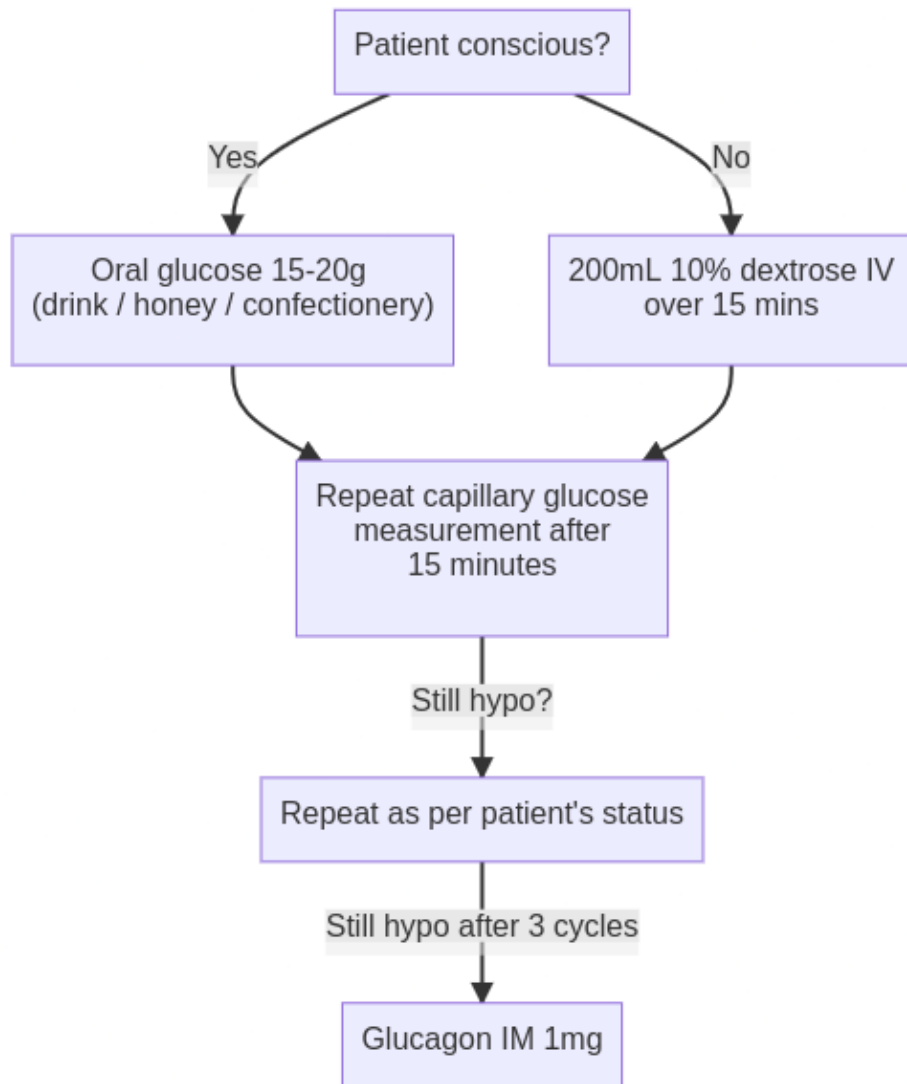 Patient conscious?
Yes
No
Oral glucose 15-20g
(drink / honey / confectionery)
200mL 10% dextrose IV
over 15 mins
Repeat capillary glucose
measurement after
15 minutes
Still hypo?
Repeat as per patient's status
Still hypo after 3 cycles
Glucagon IM 1mg